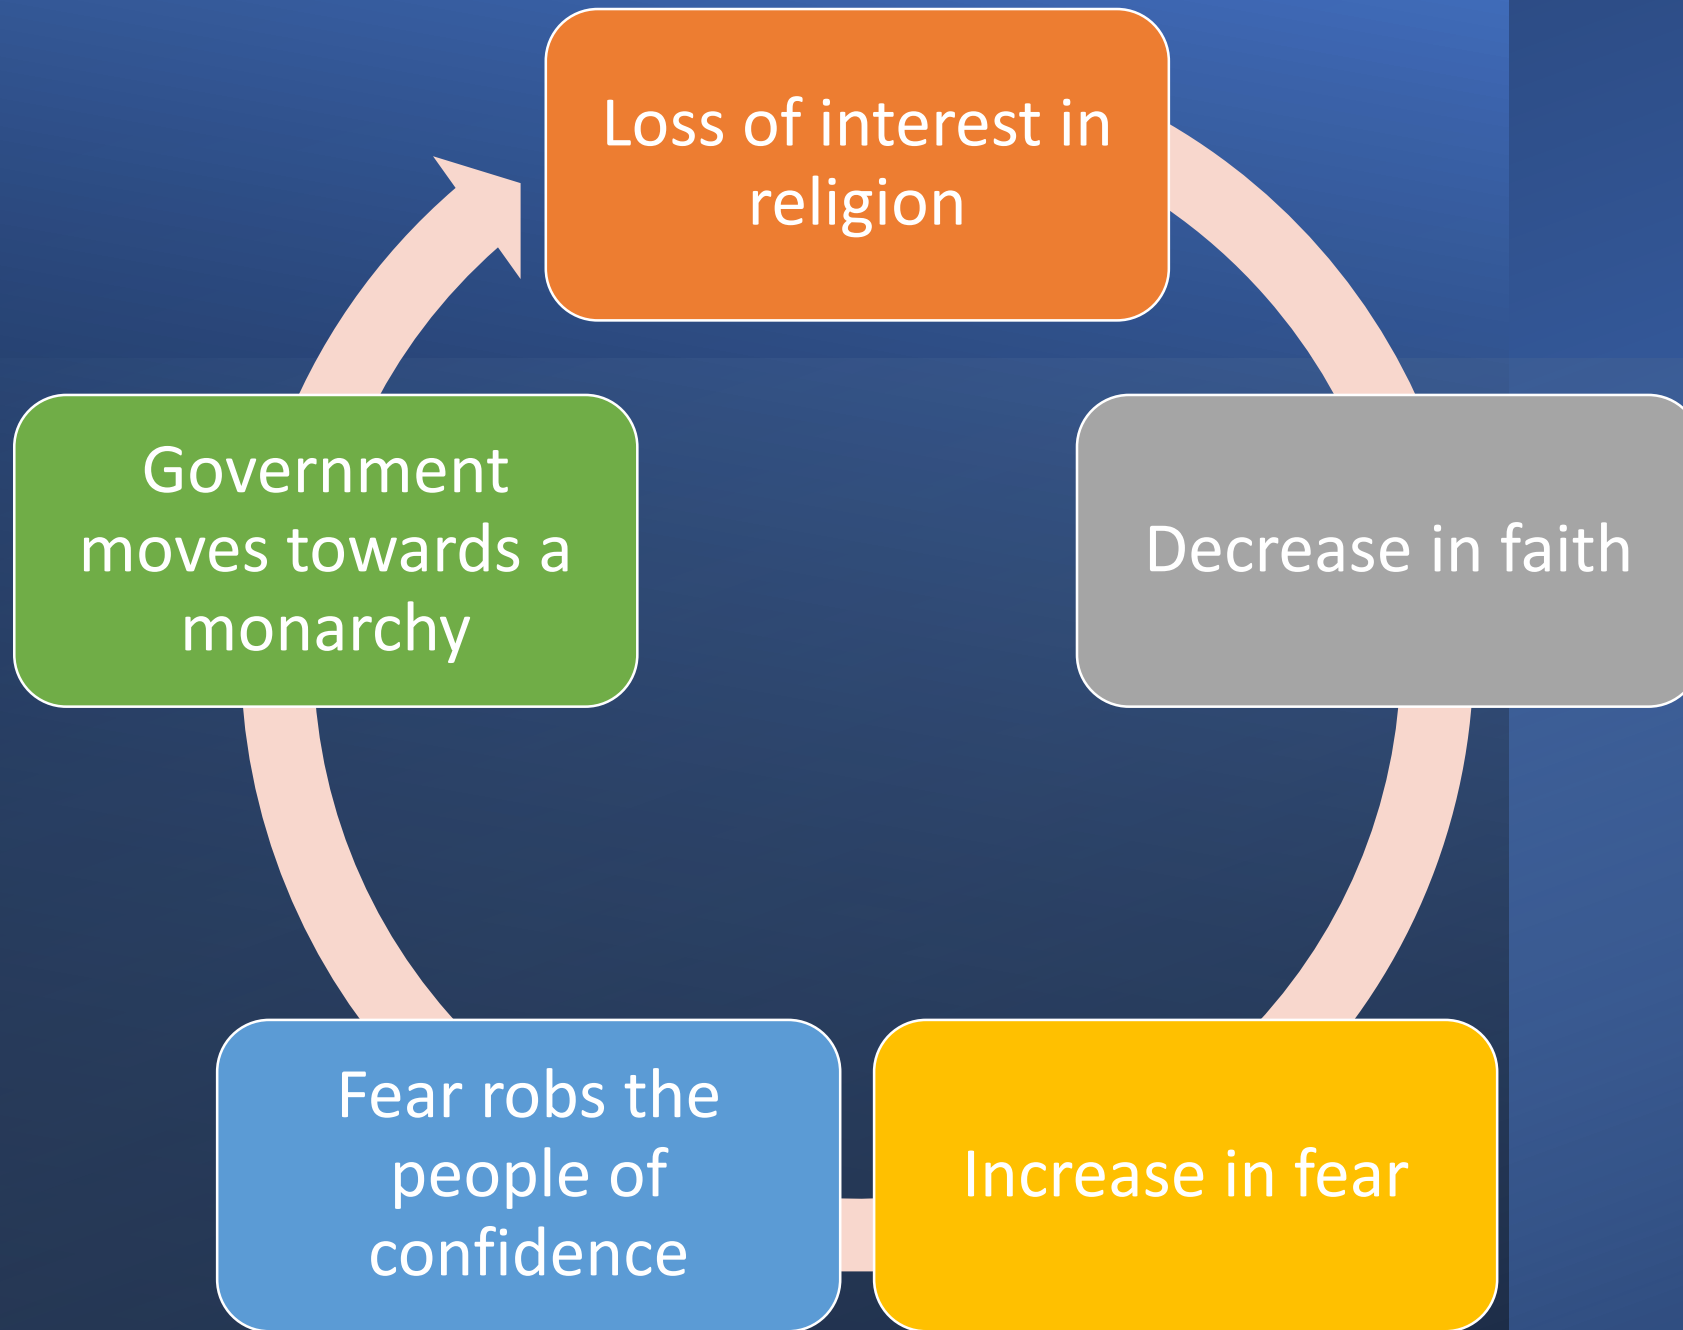 Loss of interest in
religion
Decrease in faith
Increase in fear
Fear robs the
people of
confidence
Government
moves towards a
monarchy